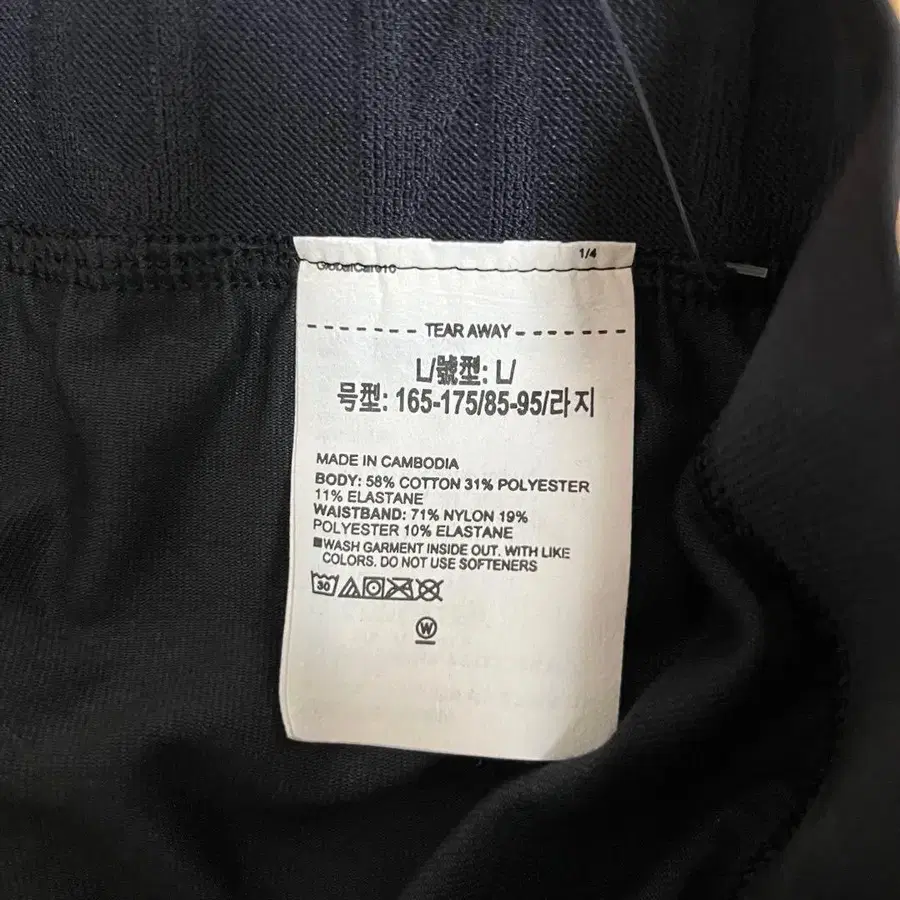 1/4
GlobalCare10
TEAR AWAY
L/號型: L/
号型: 165-175/85-95/라지
MADE IN CAMBODIA
BODY: 58% COTTON 31% POLYESTER
11% ELASTANE
WAISTBAND: 71% NYLON 19%
POLYESTER 10% ELASTANE
■WASH GARMENT INSIDE OUT. WITH LIKE
COLORS. DO NOT USE SOFTENERS
30
W